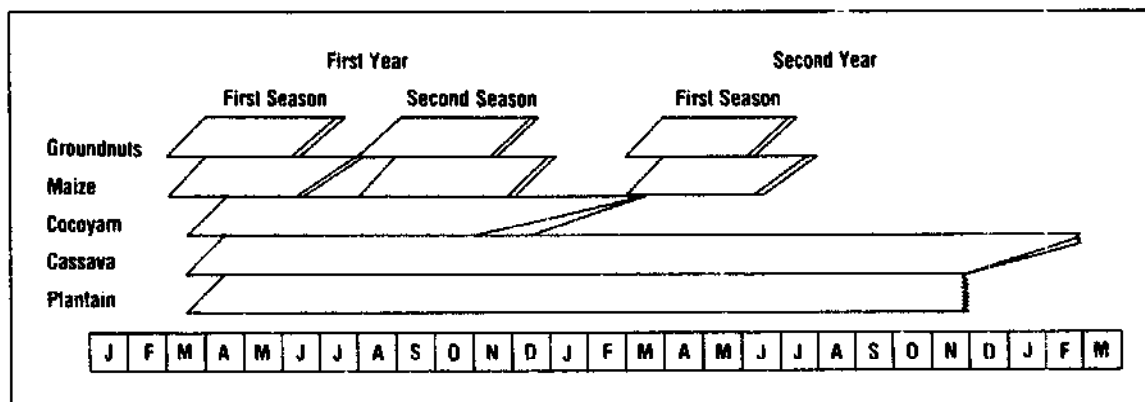 First Year Second Year
First Season Second Season First Season
Groundnuts
Maize
Cocoyam
Cassava
Plantain
J F M A M J J A S O N D J F M A M J J A S O N D J F M